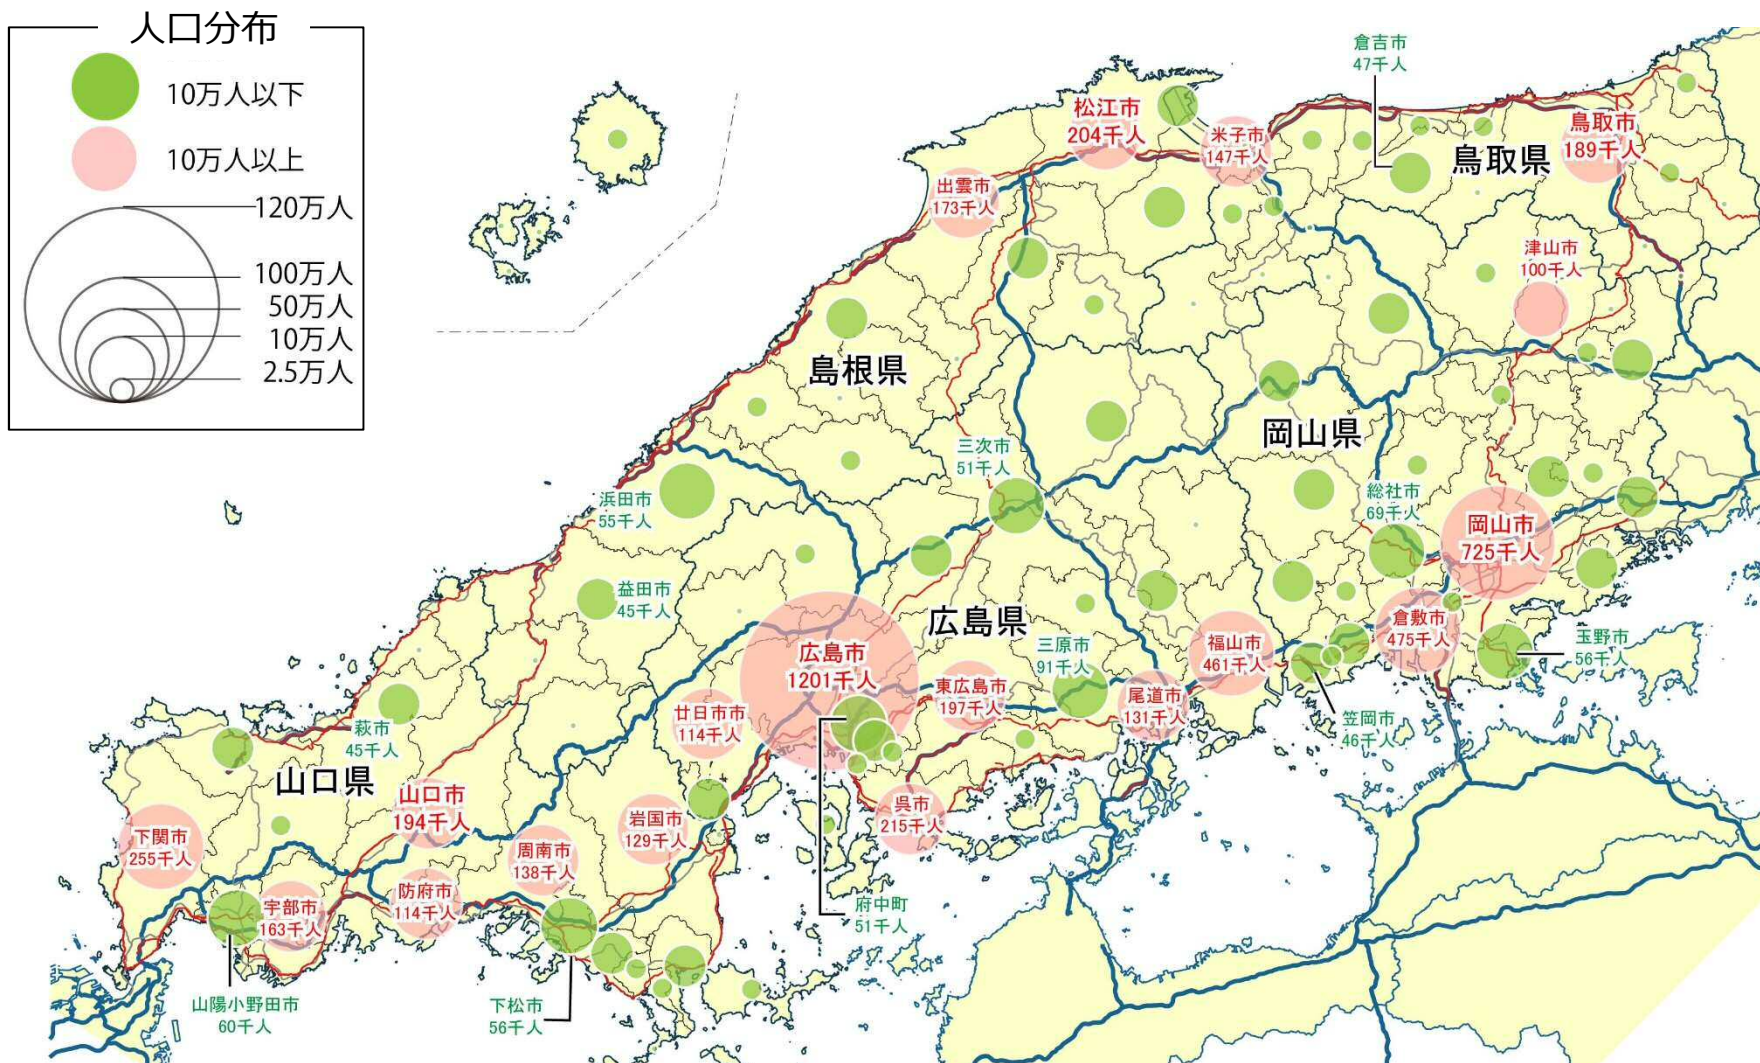 人口分布
10万人以下
10万人以上
120万人
100万人
50万人
10万人
2.5万人
倉吉市
47千人
松江市
204千人
米子市
147千人
鳥取市
189千人
鳥取県
出雲市
173千人
津山市
100千人
島根県
岡山県
三次市
51千人
浜田市
55千人
総社市
69千人
岡山市
725千人
益田市
45千人
広島県
広島市
1201千人
三原市
91千人
福山市
461千人
倉敷市
475千人
玉野市
56千人
東広島市
197千人
尾道市
131千人
廿日市市
114千人
笠岡市
46千人
萩市
45千人
山口県
山口市
194千人
岩国市
129千人
呉市
215千人
下関市
255千人
周南市
138千人
防府市
114千人
宇部市
163千人
府中町
51千人
山陽小野田市
60千人
下松市
56千人